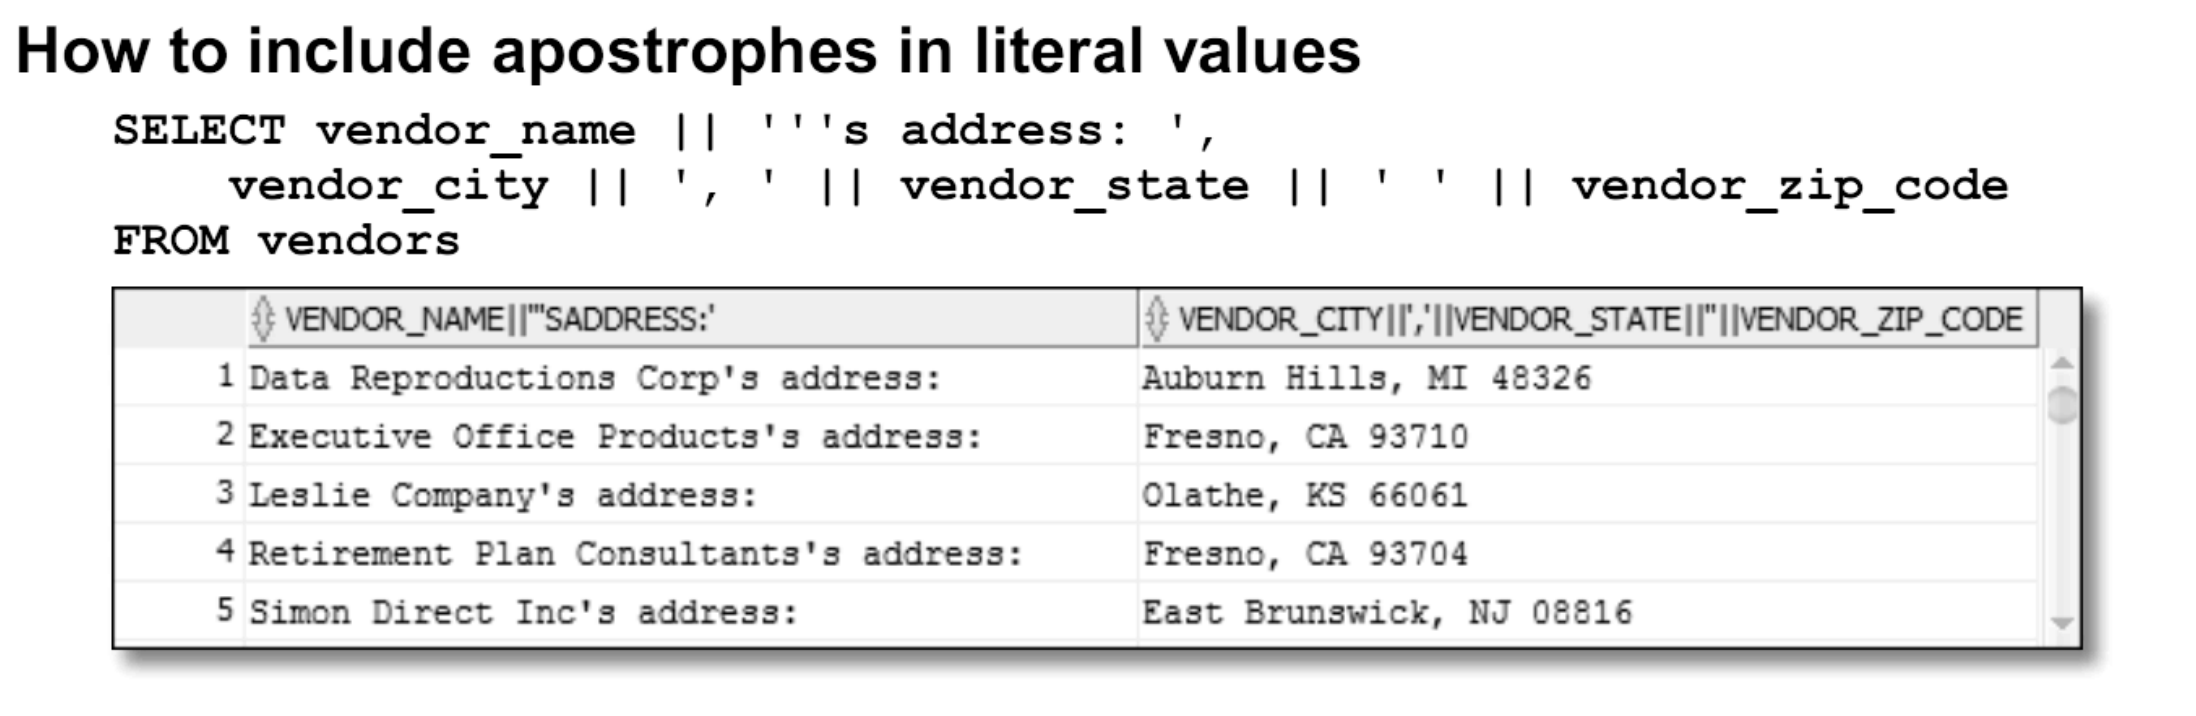 How to include apostrophes in literal values
SELECT vendor_name || '''s address: ',
vendor_city || ', ' || vendor_state || ' ' || vendor_zip_code
FROM vendors
VENDOR_NAME||'''SADDRESS:' VENDOR_CITY||','||VENDOR_STATE||''||VENDOR_ZIP_CODE
1 Data Reproductions Corp's address: Auburn Hills, MI 48326
2 Executive Office Products's address: Fresno, CA 93710
3 Leslie Company's address: Olathe, KS 66061
4 Retirement Plan Consultants's address: Fresno, CA 93704
5 Simon Direct Inc's address: East Brunswick, NJ 08816